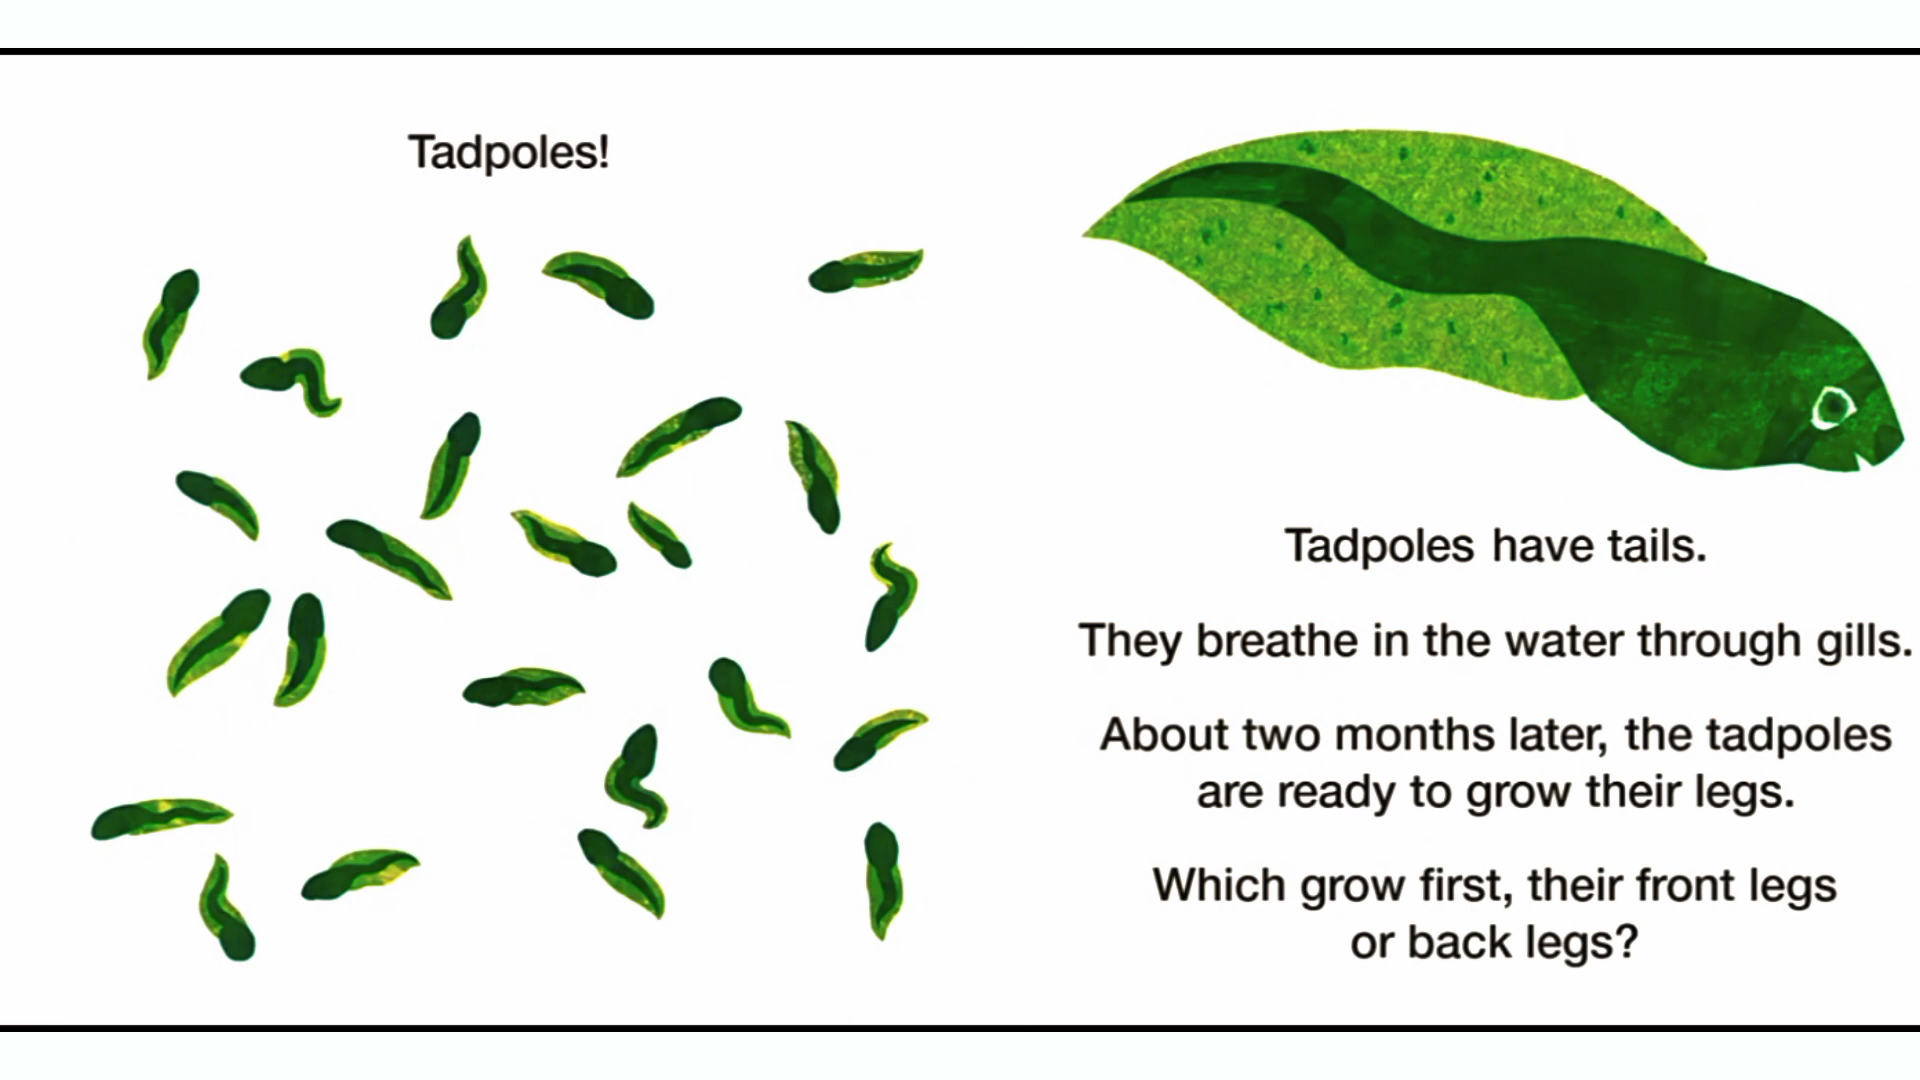 Tadpoles!
Tadpoles have tails.
They breathe in the water through gills.
About two months later, the tadpoles
are ready to grow their legs.
Which grow first, their front legs
or back legs?